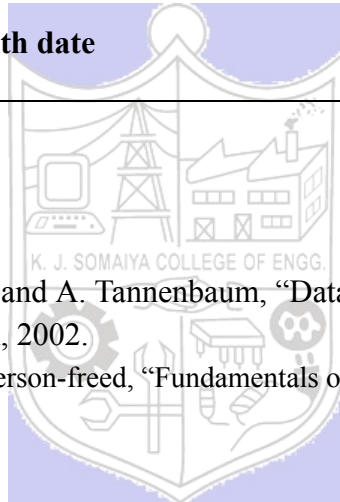 th date
K. J. SOMAIYA COLLEGE OF ENGG.
and A. Tannenbaum, “Data
, 2002.
erson-freed, “Fundamentals o